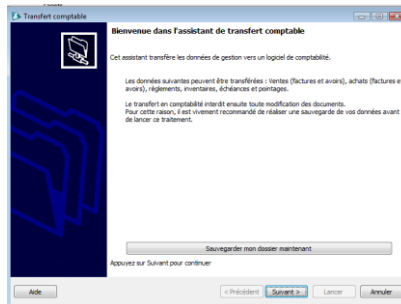 Transfert comptable
Bienvenue dans l'assistant de transfert comptable
Cet assistant transfère les données de gestion vers un logiciel de comptabilité.
Les données suivantes peuvent être transférées : Ventes (factures et avoirs), achats (factures et
avoirs), règlements, inventaires, échéances et pointages.
Le transfert en comptabilité interdit ensuite toute modification des documents.
Pour cette raison, il est vivement recommandé de réaliser une sauvegarde de vos données avant
de lancer ce traitement.
Sauvegarder mon dossier maintenant
Appuyez sur Suivant pour continuer
Aide
< Précédent
Suivant >
Lancer
Annuler